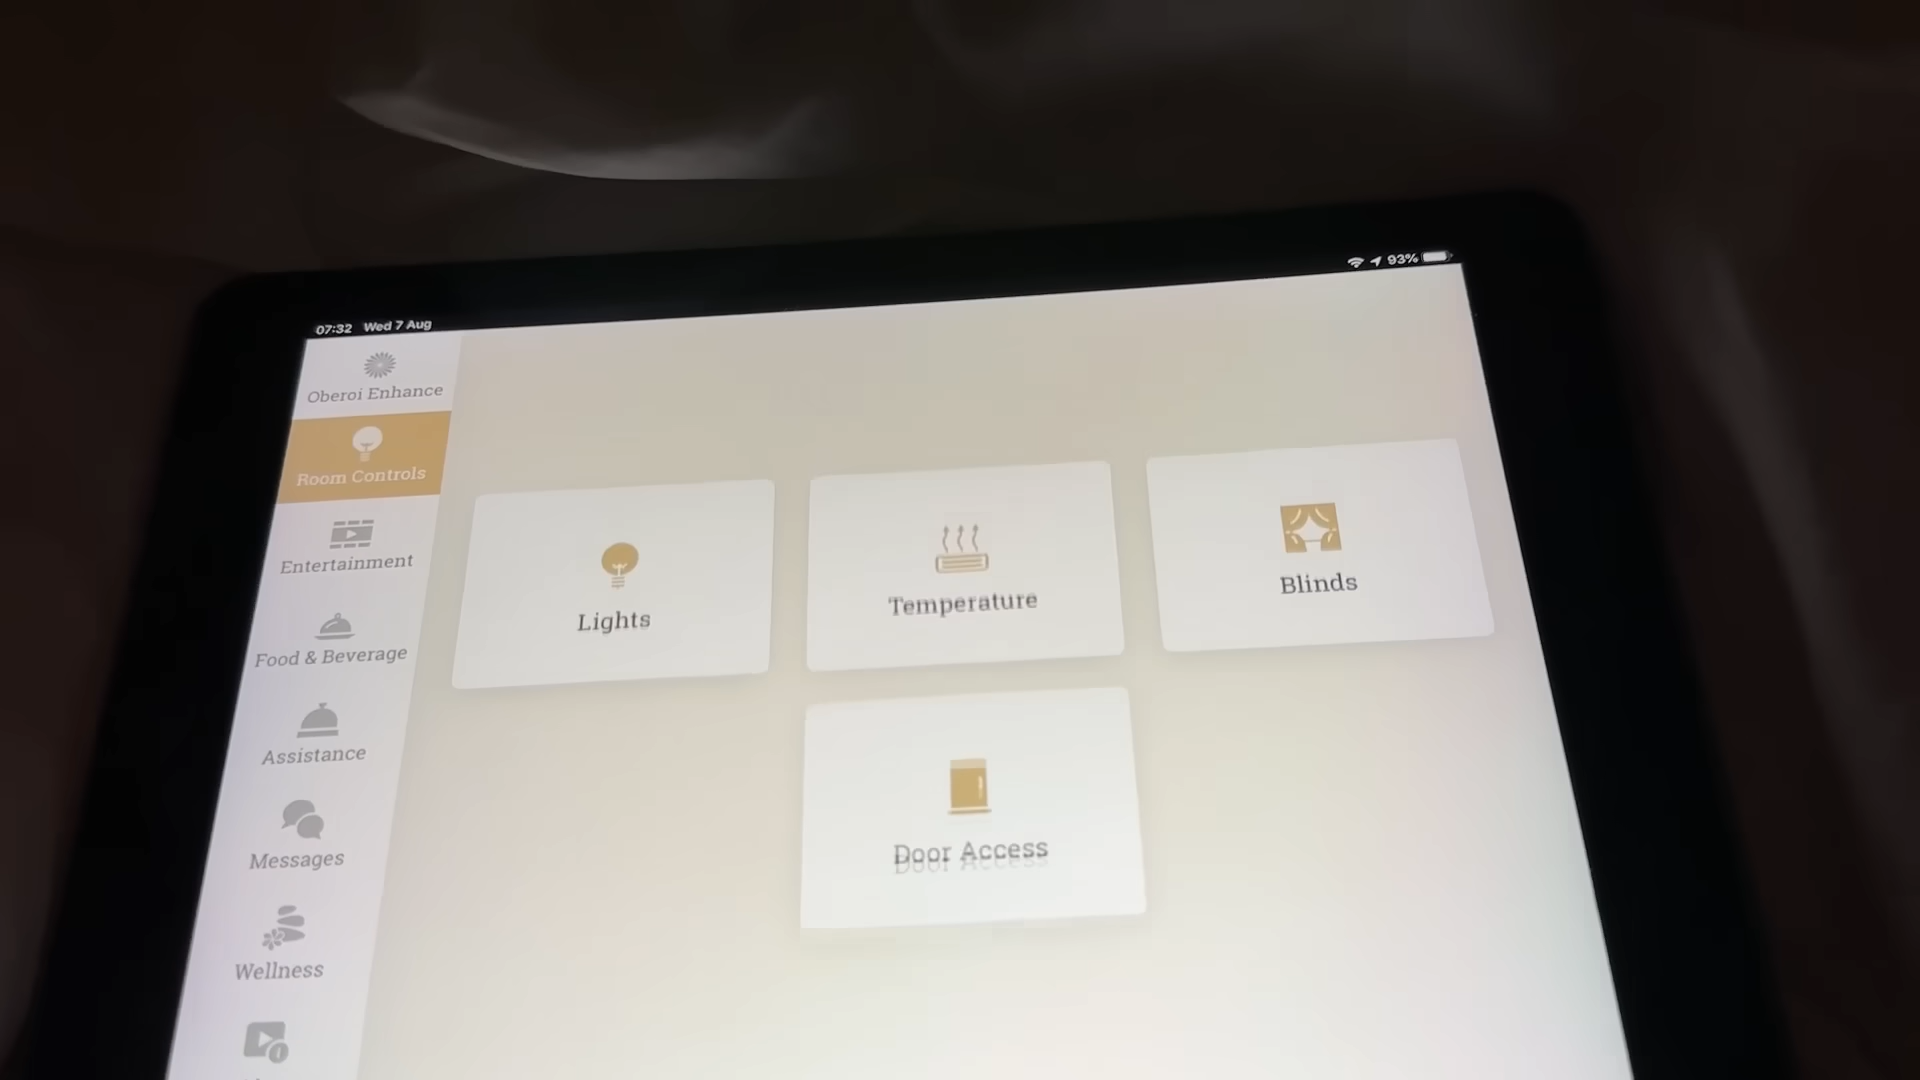 07:32 Wed 7 Aug
93%
Oberoi Enhance
Room Controls
Entertainment
Food & Beverage
Assistance
Messages
Wellness
Lights
Temperature
Blinds
Door Access